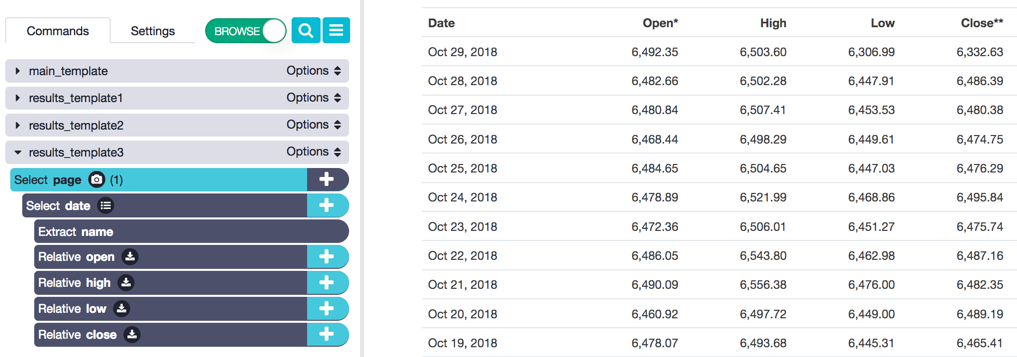 Commands Settings BROWSE
main_template Options
results_template1 Options
results_template2 Options
results_template3 Options
Select page (1)
Select date
Extract name
Relative open
Relative high
Relative low
Relative close
Date Open* High Low Close**
Oct 29, 2018 6,492.35 6,503.60 6,306.99 6,332.63
Oct 28, 2018 6,482.66 6,502.28 6,447.91 6,486.39
Oct 27, 2018 6,480.84 6,507.41 6,453.53 6,480.38
Oct 26, 2018 6,468.44 6,498.29 6,449.61 6,474.75
Oct 25, 2018 6,484.65 6,504.65 6,447.03 6,476.29
Oct 24, 2018 6,478.89 6,521.99 6,468.86 6,495.84
Oct 23, 2018 6,472.36 6,506.01 6,451.27 6,475.74
Oct 22, 2018 6,486.05 6,543.80 6,462.98 6,487.16
Oct 21, 2018 6,490.09 6,556.38 6,476.00 6,482.35
Oct 20, 2018 6,460.92 6,497.72 6,449.00 6,489.19
Oct 19, 2018 6,478.07 6,493.68 6,445.31 6,465.41